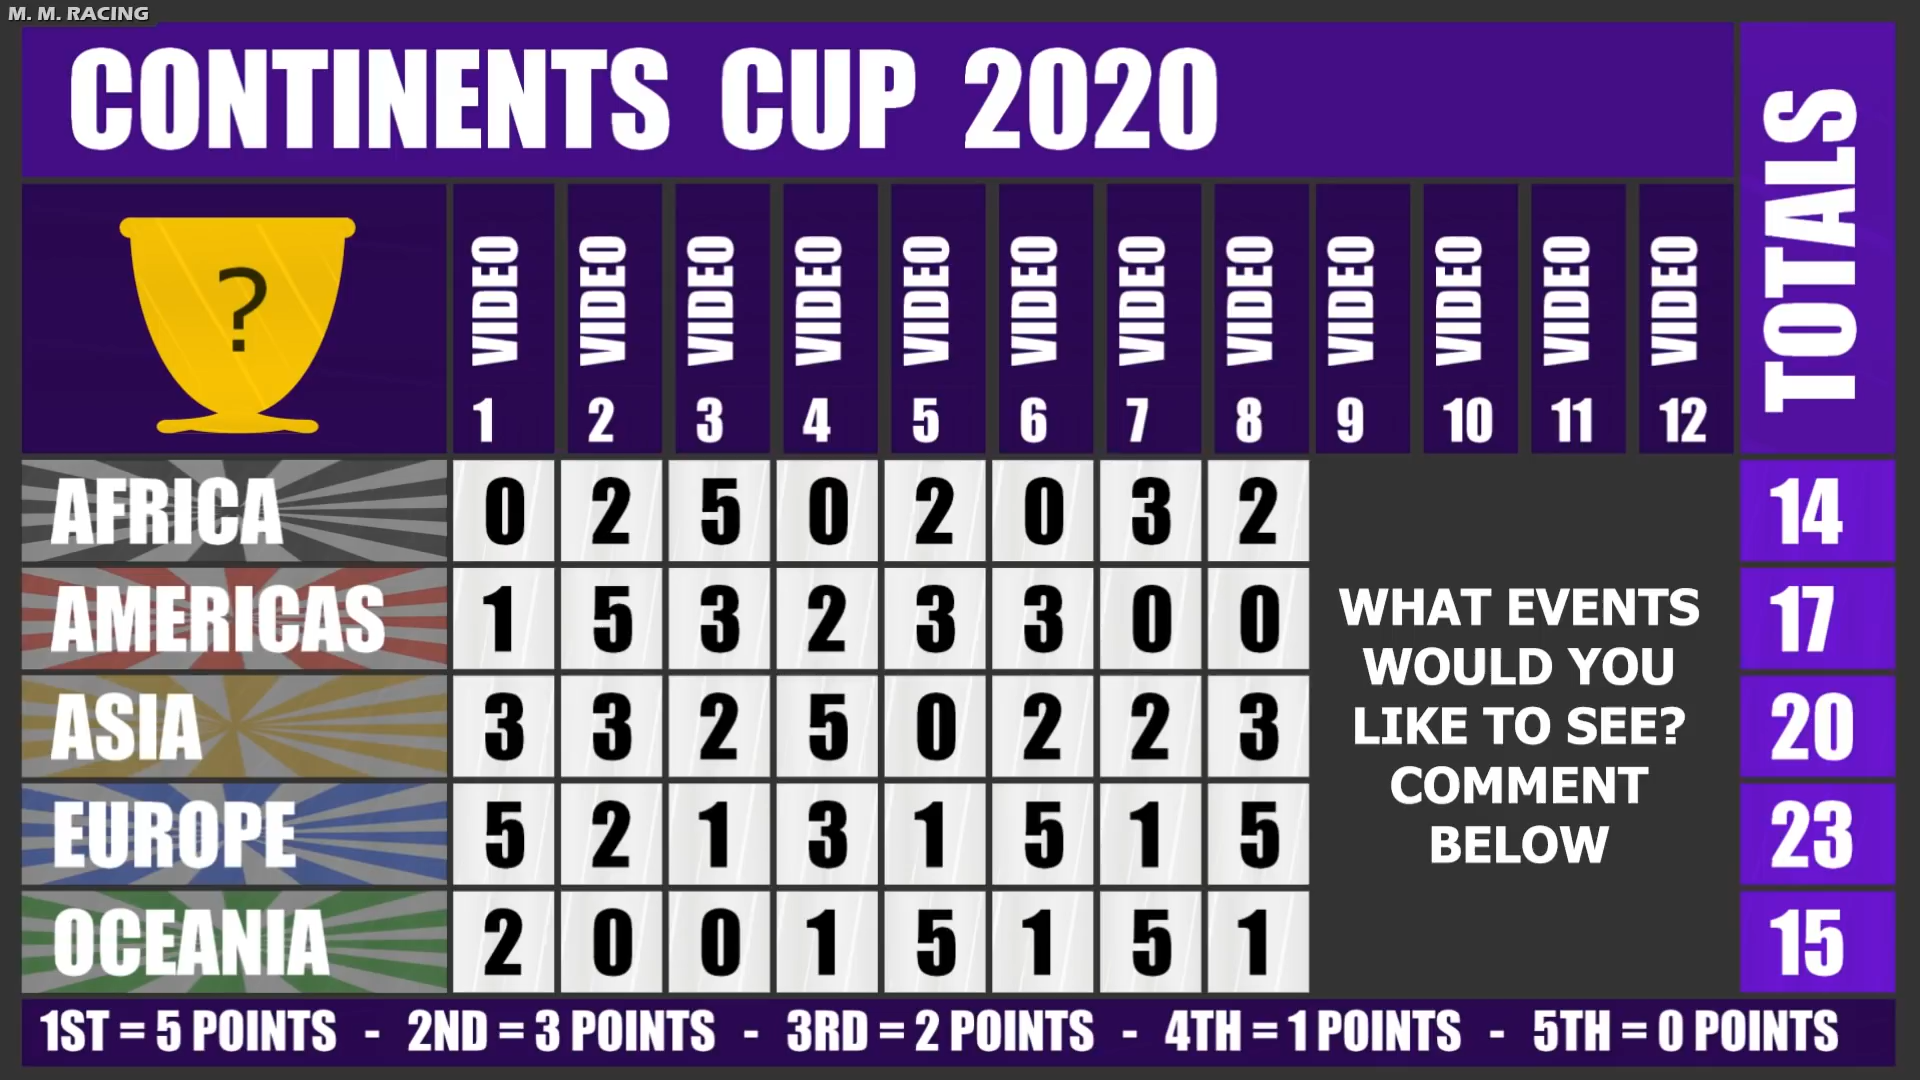 M. M. RACING
CONTINENTS CUP 2020
TOTALS
?
VIDEO 1
VIDEO 2
VIDEO 3
VIDEO 4
VIDEO 5
VIDEO 6
VIDEO 7
VIDEO 8
VIDEO 9
VIDEO 10
VIDEO 11
VIDEO 12
AFRICA 0 2 5 0 2 0 3 2 14
AMERICAS 1 5 3 2 3 3 0 0 17
ASIA 3 3 2 5 0 2 2 3 20
EUROPE 5 2 1 3 1 5 1 5 23
OCEANIA 2 0 0 1 5 1 5 1 15
WHAT EVENTS
WOULD YOU
LIKE TO SEE?
COMMENT
BELOW
1ST = 5 POINTS - 2ND = 3 POINTS - 3RD = 2 POINTS - 4TH = 1 POINTS - 5TH = 0 POINTS